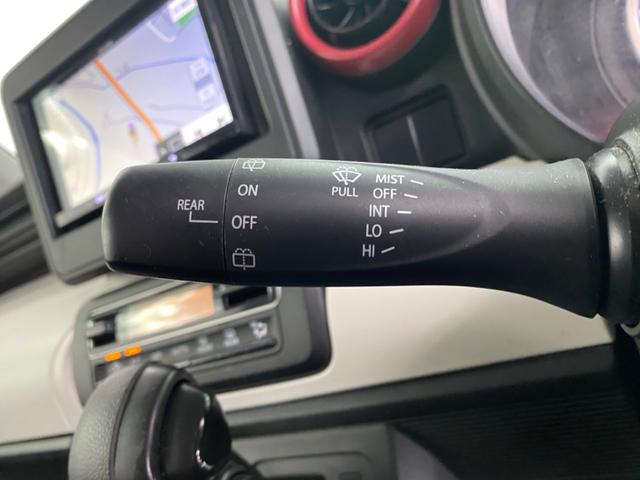 REAR
ON
OFF
PULL
MIST
OFF
INT
LO
HI